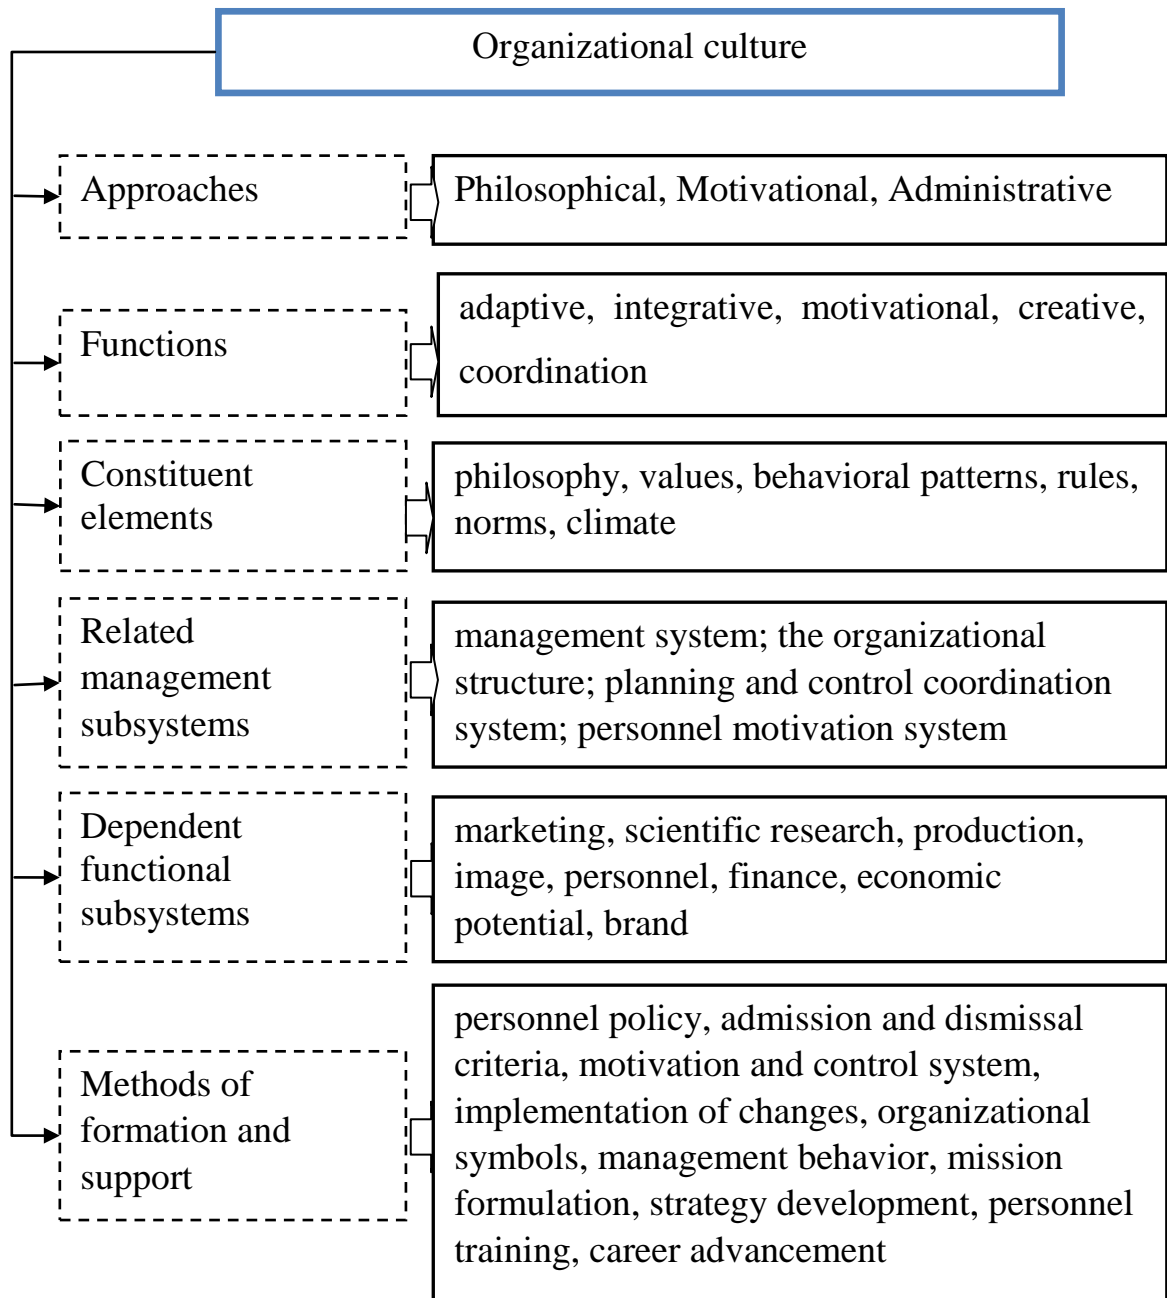 Organizational culture
Approaches
Philosophical, Motivational, Administrative
Functions
adaptive, integrative, motivational, creative,
coordination
Constituent
elements
philosophy, values, behavioral patterns, rules,
norms, climate
Related
management
subsystems
management system; the organizational
structure; planning and control coordination
system; personnel motivation system
Dependent
functional
subsystems
marketing, scientific research, production,
image, personnel, finance, economic
potential, brand
Methods of
formation and
support
personnel policy, admission and dismissal
criteria, motivation and control system,
implementation of changes, organizational
symbols, management behavior, mission
formulation, strategy development, personnel
training, career advancement